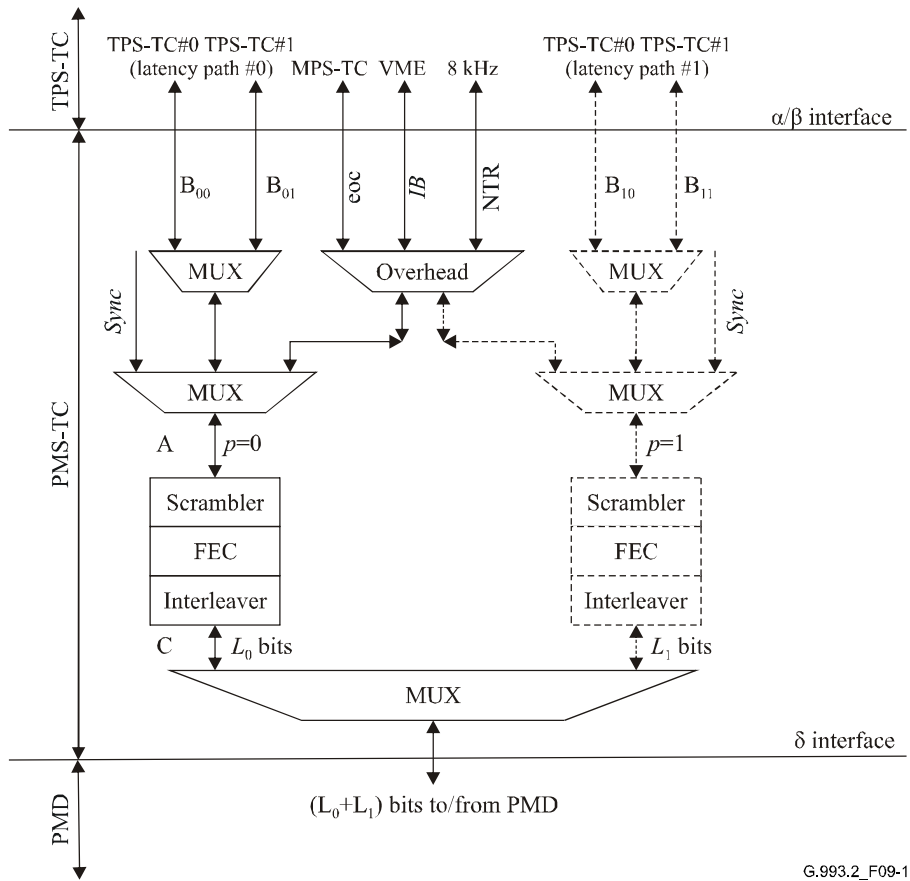 TPS-TC
TPS-TC#0 TPS-TC#1
(latency path #0)
MPS-TC VME 8 kHz
TPS-TC#0 TPS-TC#1
(latency path #1)
α/β interface
PMS-TC
B₀₀
B₀₁
eoc
IB
NTR
B₁₀
B₁₁
MUX
Overhead
MUX
Sync
Sync
MUX
MUX
A
p=0
p=1
Scrambler
FEC
Interleaver
Scrambler
FEC
Interleaver
C
L₀ bits
L₁ bits
MUX
δ interface
PMD
(L₀+L₁) bits to/from PMD
G.993.2_F09-1